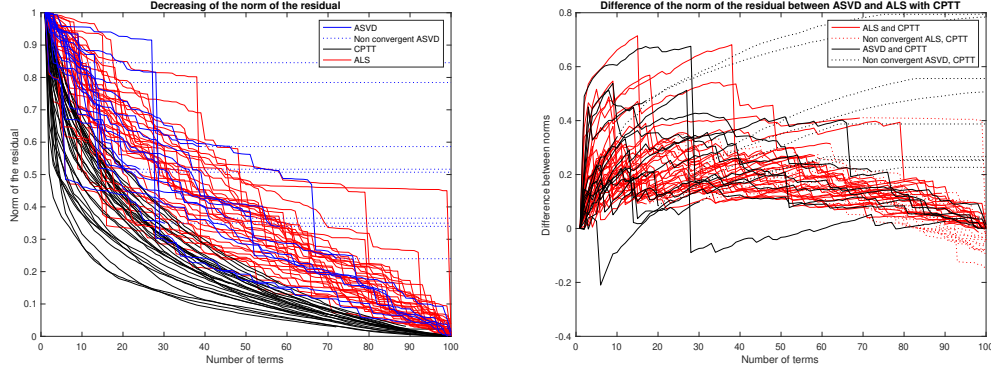 Decreasing of the norm of the residual
Norm of the residual
1
0.9
0.8
0.7
0.6
0.5
0.4
0.3
0.2
0.1
0
ASVD
Non convergent ASVD
CPTT
ALS
0 10 20 30 40 50 60 70 80 90 100
Number of terms
Difference of the norm of the residual between ASVD and ALS with CPTT
Difference between norms
0.8
0.6
0.4
0.2
0
-0.2
-0.4
ALS and CPTT
Non convergent ALS, CPTT
ASVD and CPTT
Non convergent ASVD, CPTT
0 10 20 30 40 50 60 70 80 90 100
Number of terms